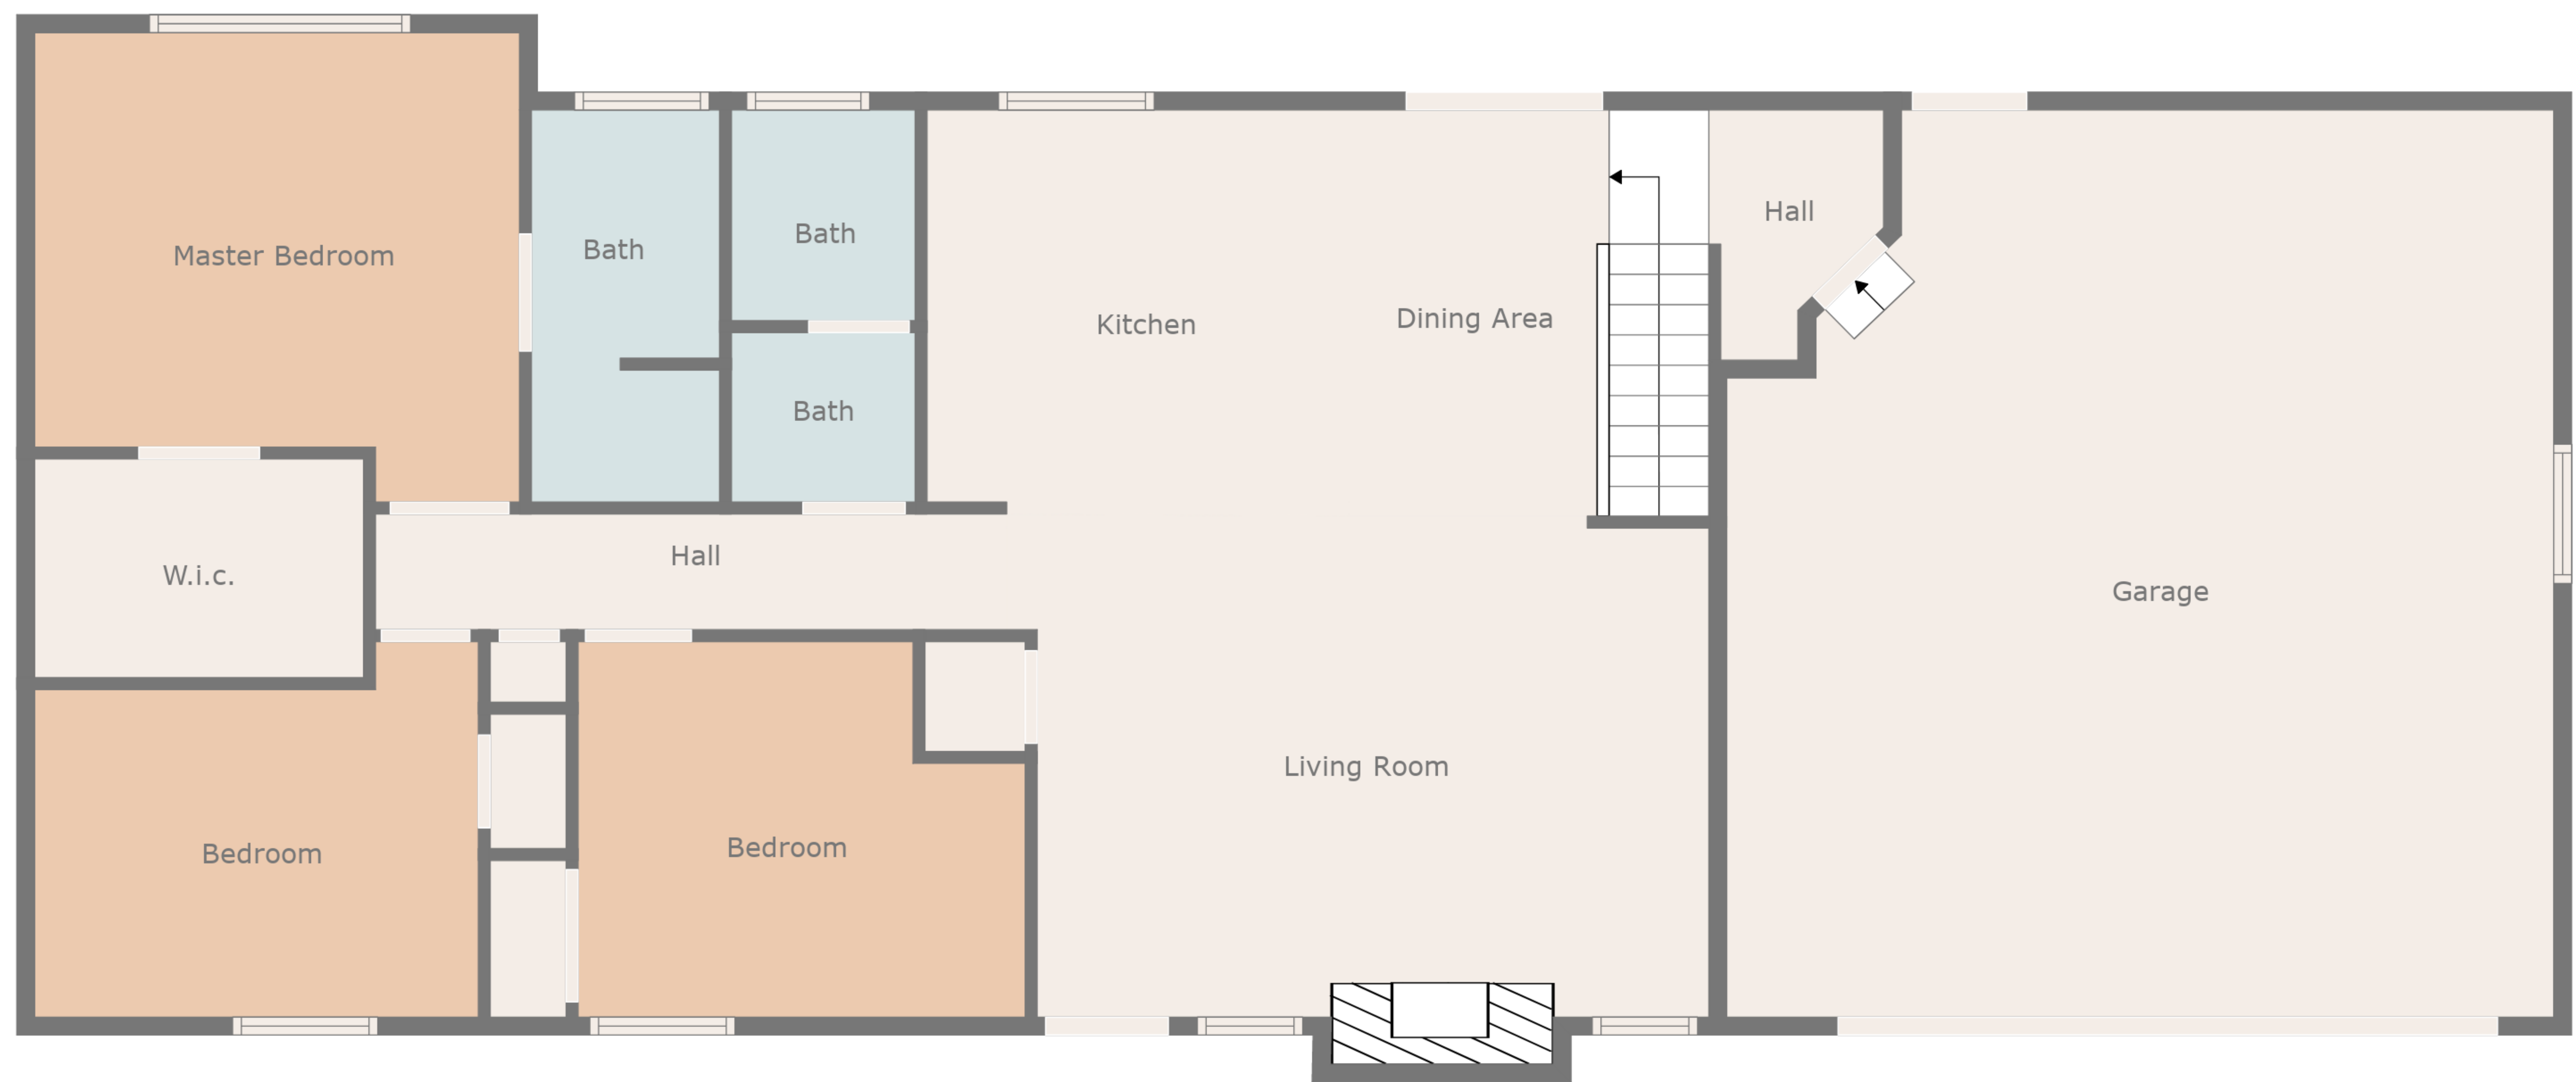 Master Bedroom
Bath
Bath
Hall
Kitchen
Dining Area
Bath
W.i.c.
Hall
Garage
Living Room
Bedroom
Bedroom